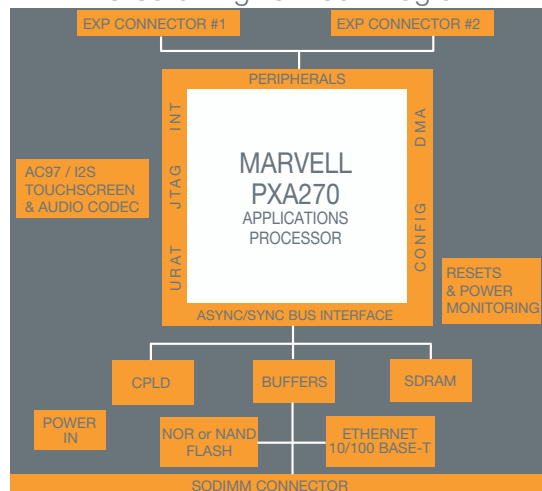 EXP CONNECTOR #1
EXP CONNECTOR #2
PERIPHERALS
INT
JTAG
URAT
DMA
CONFIG
MARVELL
PXA270
APPLICATIONS
PROCESSOR
AC97 / I2S
TOUCHSCREEN
& AUDIO CODEC
RESETS
& POWER
MONITORING
ASYNC/SYNC BUS INTERFACE
CPLD
BUFFERS
SDRAM
POWER
IN
NOR or NAND
FLASH
ETHERNET
10/100 BASE-T
SODIMM CONNECTOR